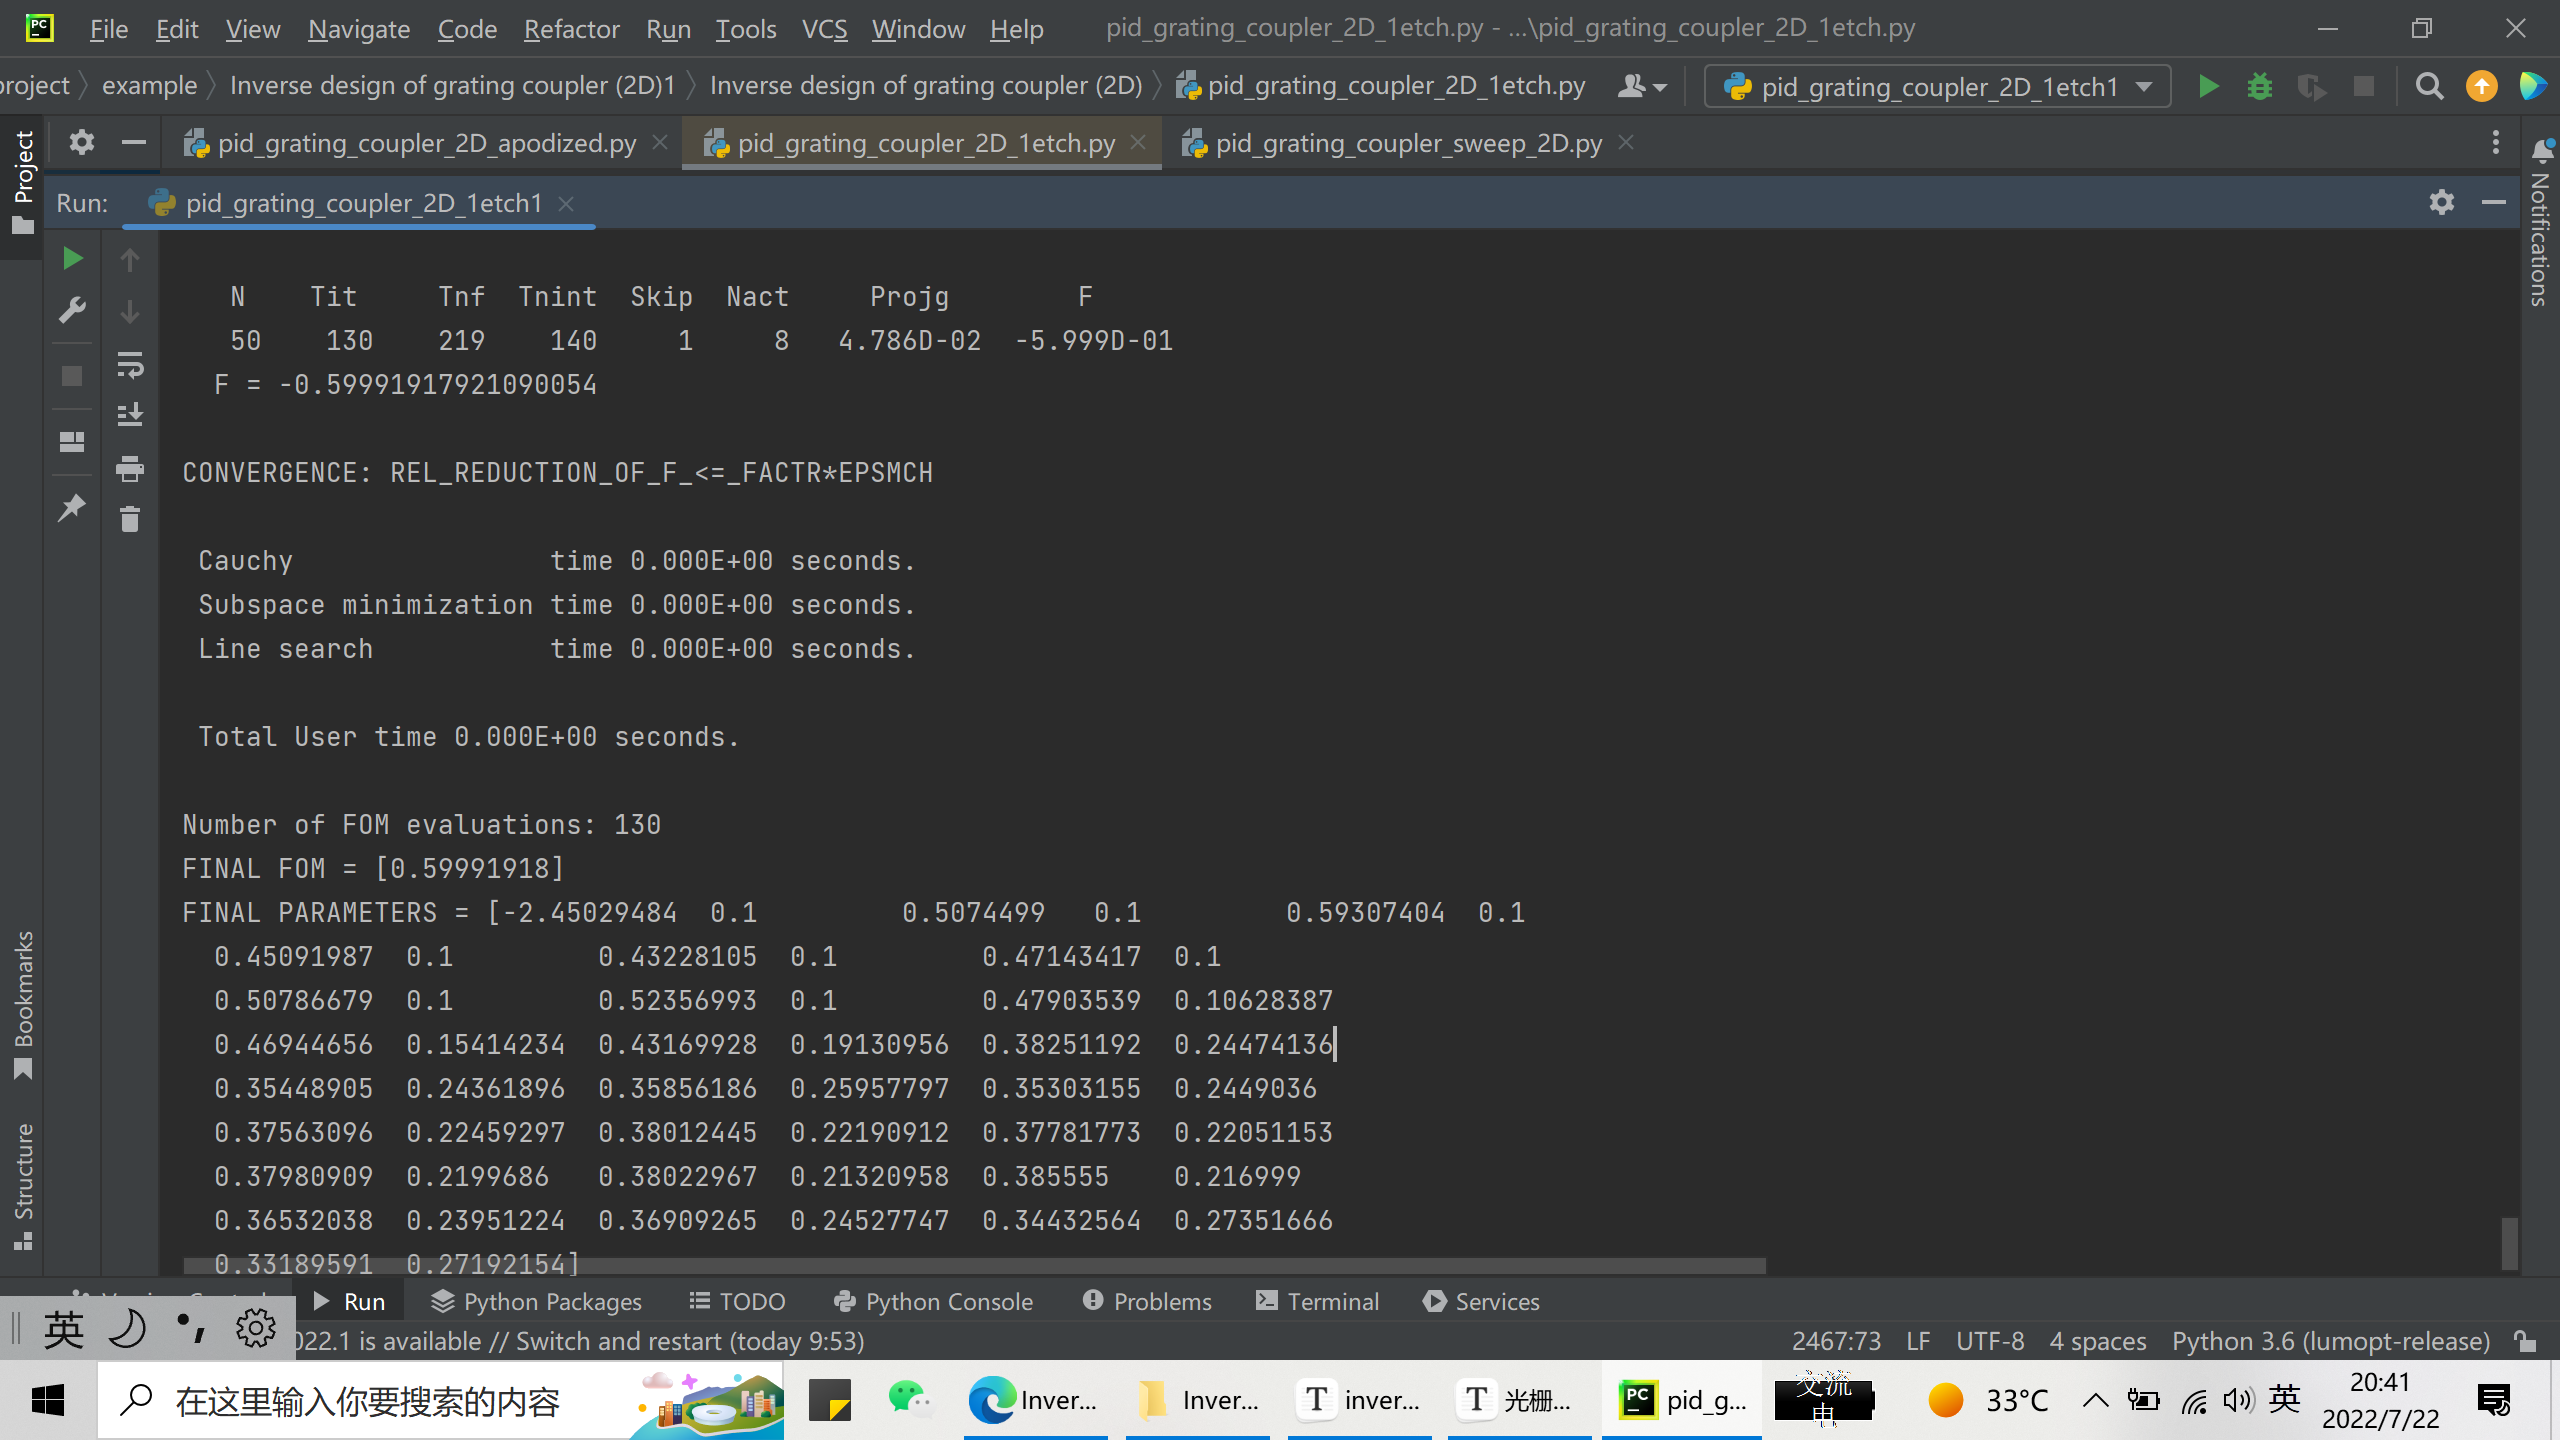 File Edit View Navigate Code Refactor Run Tools VCS Window Help pid_grating_coupler_2D_1etch.py - ...\pid_grating_coupler_2D_1etch.py
project example Inverse design of grating coupler (2D)1 Inverse design of grating coupler (2D) pid_grating_coupler_2D_1etch.py pid_grating_coupler_2D_1etch1
Project
pid_grating_coupler_2D_apodized.py pid_grating_coupler_2D_1etch.py pid_grating_coupler_sweep_2D.py
Notifications
Run: pid_grating_coupler_2D_1etch1
N Tit Tnf Tnint Skip Nact Projg F
50 130 219 140 1 8 4.786D-02 -5.999D-01
F = -0.59991917921090054
CONVERGENCE: REL_REDUCTION_OF_F_<=_FACTR*EPSMCH
Cauchy time 0.000E+00 seconds.
Subspace minimization time 0.000E+00 seconds.
Line search time 0.000E+00 seconds.
Total User time 0.000E+00 seconds.
Number of FOM evaluations: 130
FINAL FOM = [0.59991918]
FINAL PARAMETERS = [-2.45029484 0.1 0.5074499 0.1 0.59307404 0.1
0.45091987 0.1 0.43228105 0.1 0.47143417 0.1
0.50786679 0.1 0.52356993 0.1 0.47903539 0.10628387
0.46944656 0.15414234 0.43169928 0.19130956 0.38251192 0.24474136
0.35448905 0.24361896 0.35856186 0.25957797 0.35303155 0.2449036
0.37563096 0.22459297 0.38012445 0.22190912 0.37781773 0.22051153
0.37980909 0.2199686 0.38022967 0.21320958 0.385555 0.216999
0.36532038 0.23951224 0.36909265 0.24527747 0.34432564 0.27351666
0.33189591 0.27192154]
Bookmarks
Structure
Run Python Packages TODO Python Console Problems Terminal Services
英
022.1 is available // Switch and restart (today 9:53) 2467:73 LF UTF-8 4 spaces Python 3.6 (lumopt-release)
在这里输入你要搜索的内容 Inver... Inver... inver... 光栅... pid_g... 交流电 33°C 英 20:41
2022/7/22